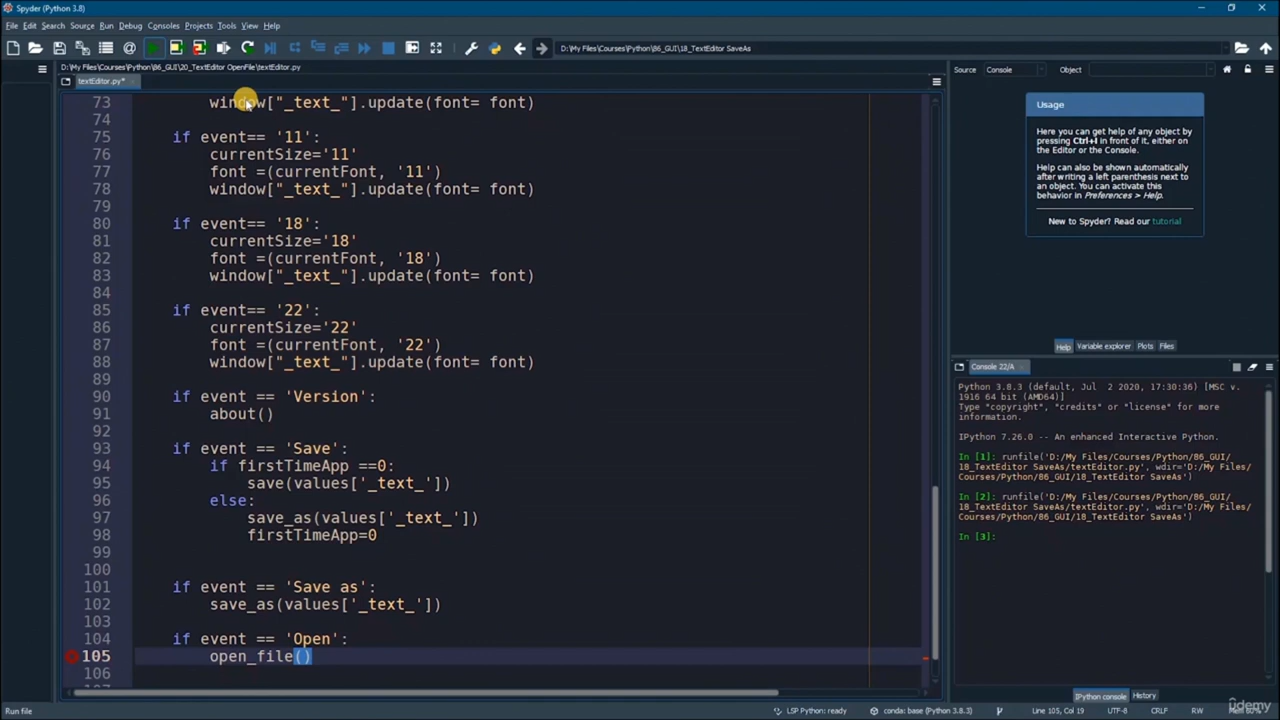 Spyder (Python 3.8)
File Edit Search Source Run Debug Consoles Projects Tools View Help
D:\My Files\Courses\Python\86_GUI\18_TextEditor SaveAs
D:\My Files\Courses\Python\86_GUI\20_TextEditor OpenFile\textEditor.py
textEditor.py*
73 window["_text_"].update(font= font)
74
75 if event== '11':
76 currentSize='11'
77 font =(currentFont, '11')
78 window["_text_"].update(font= font)
79
80 if event== '18':
81 currentSize='18'
82 font =(currentFont, '18')
83 window["_text_"].update(font= font)
84
85 if event== '22':
86 currentSize='22'
87 font =(currentFont, '22')
88 window["_text_"].update(font= font)
89
90 if event == 'Version':
91 about()
92
93 if event == 'Save':
94 if firstTimeApp ==0:
95 save(values['_text_'])
96 else:
97 save_as(values['_text_'])
98 firstTimeApp=0
99
100
101 if event == 'Save as':
102 save_as(values['_text_'])
103
104 if event == 'Open':
105 open_file()
106
Source Console Object
Usage
Here you can get help of any object by
pressing Ctrl+I in front of it, either on
the Editor or the Console.
Help can also be shown automatically
after writing a left parenthesis next to
an object. You can activate this
behavior in Preferences > Help.
New to Spyder? Read our tutorial
Help Variable explorer Plots Files
Console 22/A
Python 3.8.3 (default, Jul 2 2020, 17:30:36) [MSC v.
1916 64 bit (AMD64)]
Type "copyright", "credits" or "license" for more
information.
IPython 7.26.0 -- An enhanced Interactive Python.
In [1]: runfile('D:/My Files/Courses/Python/86_GUI/
18_TextEditor SaveAs/textEditor.py', wdir='D:/My
Files/Courses/Python/86_GUI/18_TextEditor SaveAs')
In [2]: runfile('D:/My Files/Courses/Python/86_GUI/
18_TextEditor SaveAs/textEditor.py', wdir='D:/My
Files/Courses/Python/86_GUI/18_TextEditor SaveAs')
In [3]:
IPython console History
Run file LSP Python: ready conda: base (Python 3.8.3) Line 105, Col 19 UTF-8 CRLF RW
ûdemy